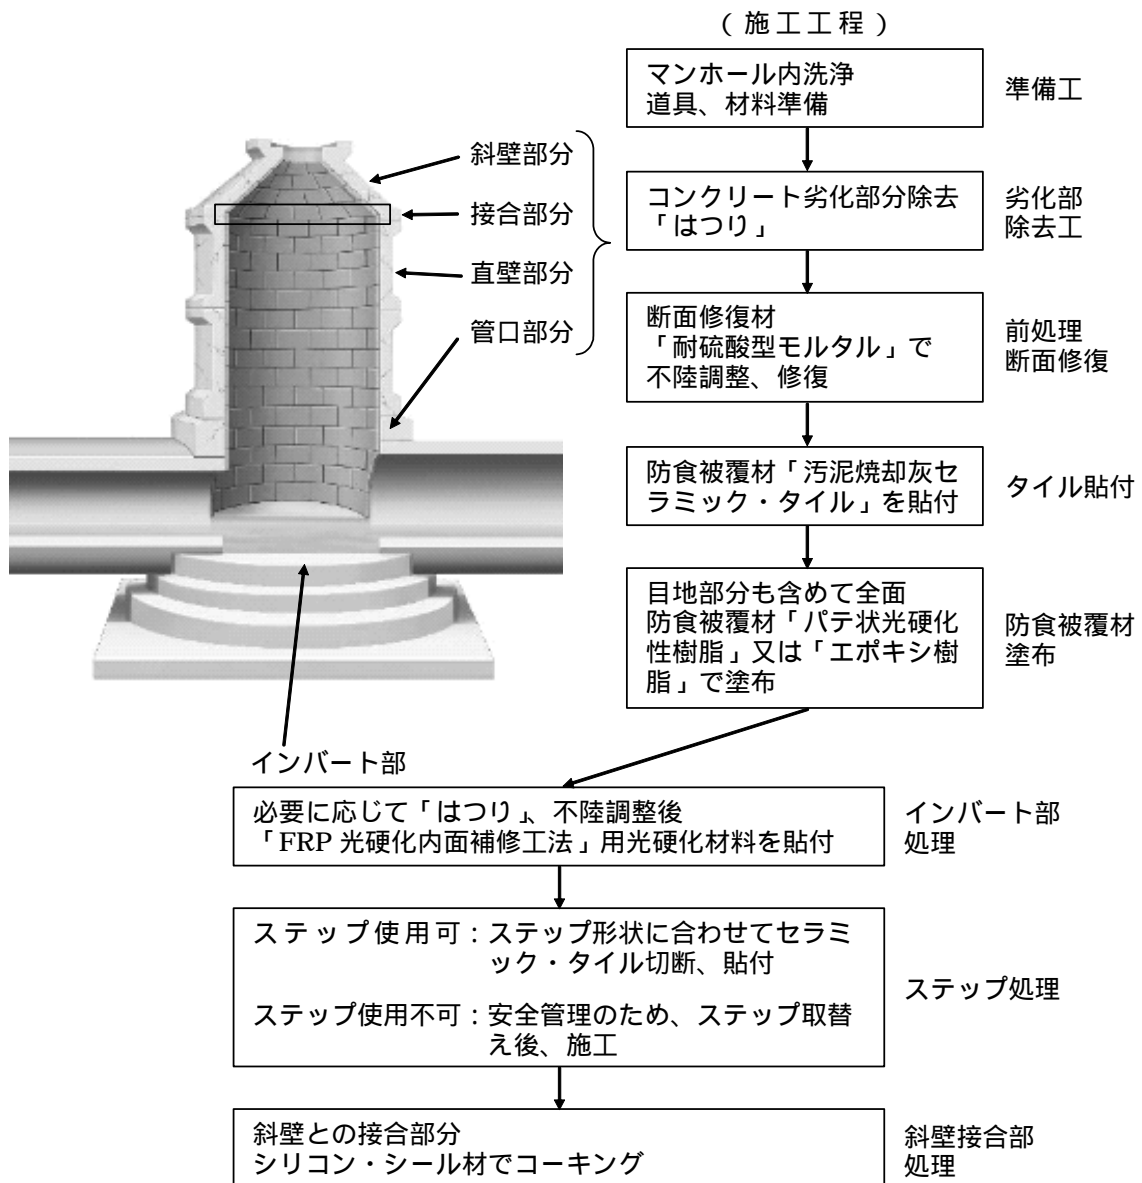 （施工工程）
マンホール内洗浄
道具、材料準備
準備工
斜壁部分
接合部分
直壁部分
管口部分
コンクリート劣化部分除去
「はつり」
劣化部
除去工
断面修復材
「耐硫酸型モルタル」で
不陸調整、修復
前処理
断面修復
防食被覆材「汚泥焼却灰セ
ラミック・タイル」を貼付
タイル貼付
目地部分も含めて全面
防食被覆材「パテ状光硬化
性樹脂」又は「エポキシ樹
脂」で塗布
防食被覆材
塗布
インバート部
必要に応じて「はつり」、不陸調整後
「FRP 光硬化内面補修工法」用光硬化材料を貼付
インバート部
処理
ステップ使用可：ステップ形状に合わせてセラミ
ック・タイル切断、貼付
ステップ使用不可：安全管理のため、ステップ取替
え後、施工
ステップ処理
斜壁との接合部分
シリコン・シール材でコーキング
斜壁接合部
処理